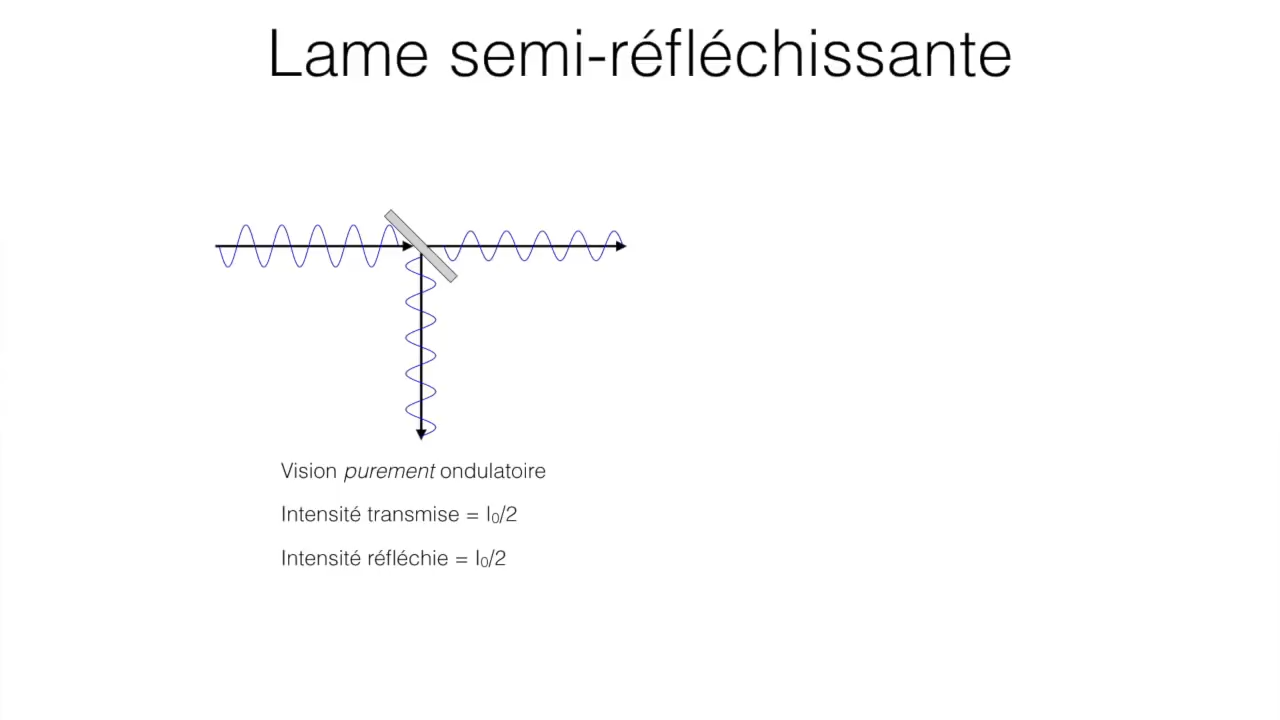 Lame semi-réfléchissante
Vision purement ondulatoire
Intensité transmise = I₀/2
Intensité réfléchie = I₀/2